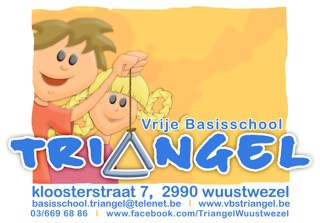 Vrije Basisschool
TRIANGEL
kloosterstraat 7, 2990 wuustwezel
basisschool.triangel@telenet.be | www.vbstriangel.be
03/669 68 86 | www.facebook.com/TriangelWuustwezel